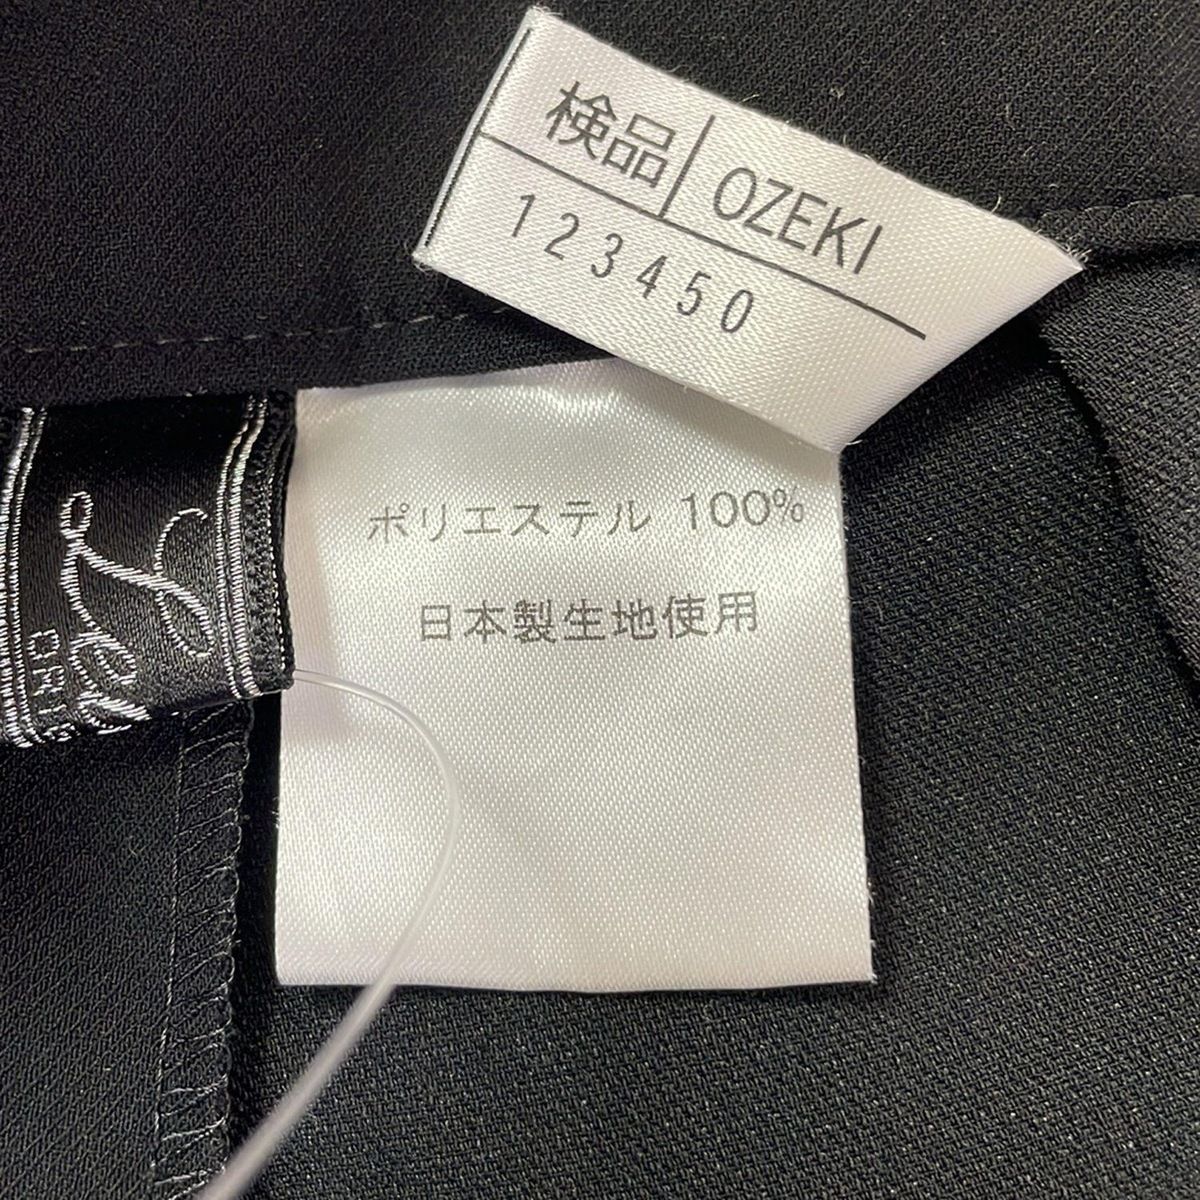 検品 OZEKI
123450
ポリエステル 100%
日本製生地使用